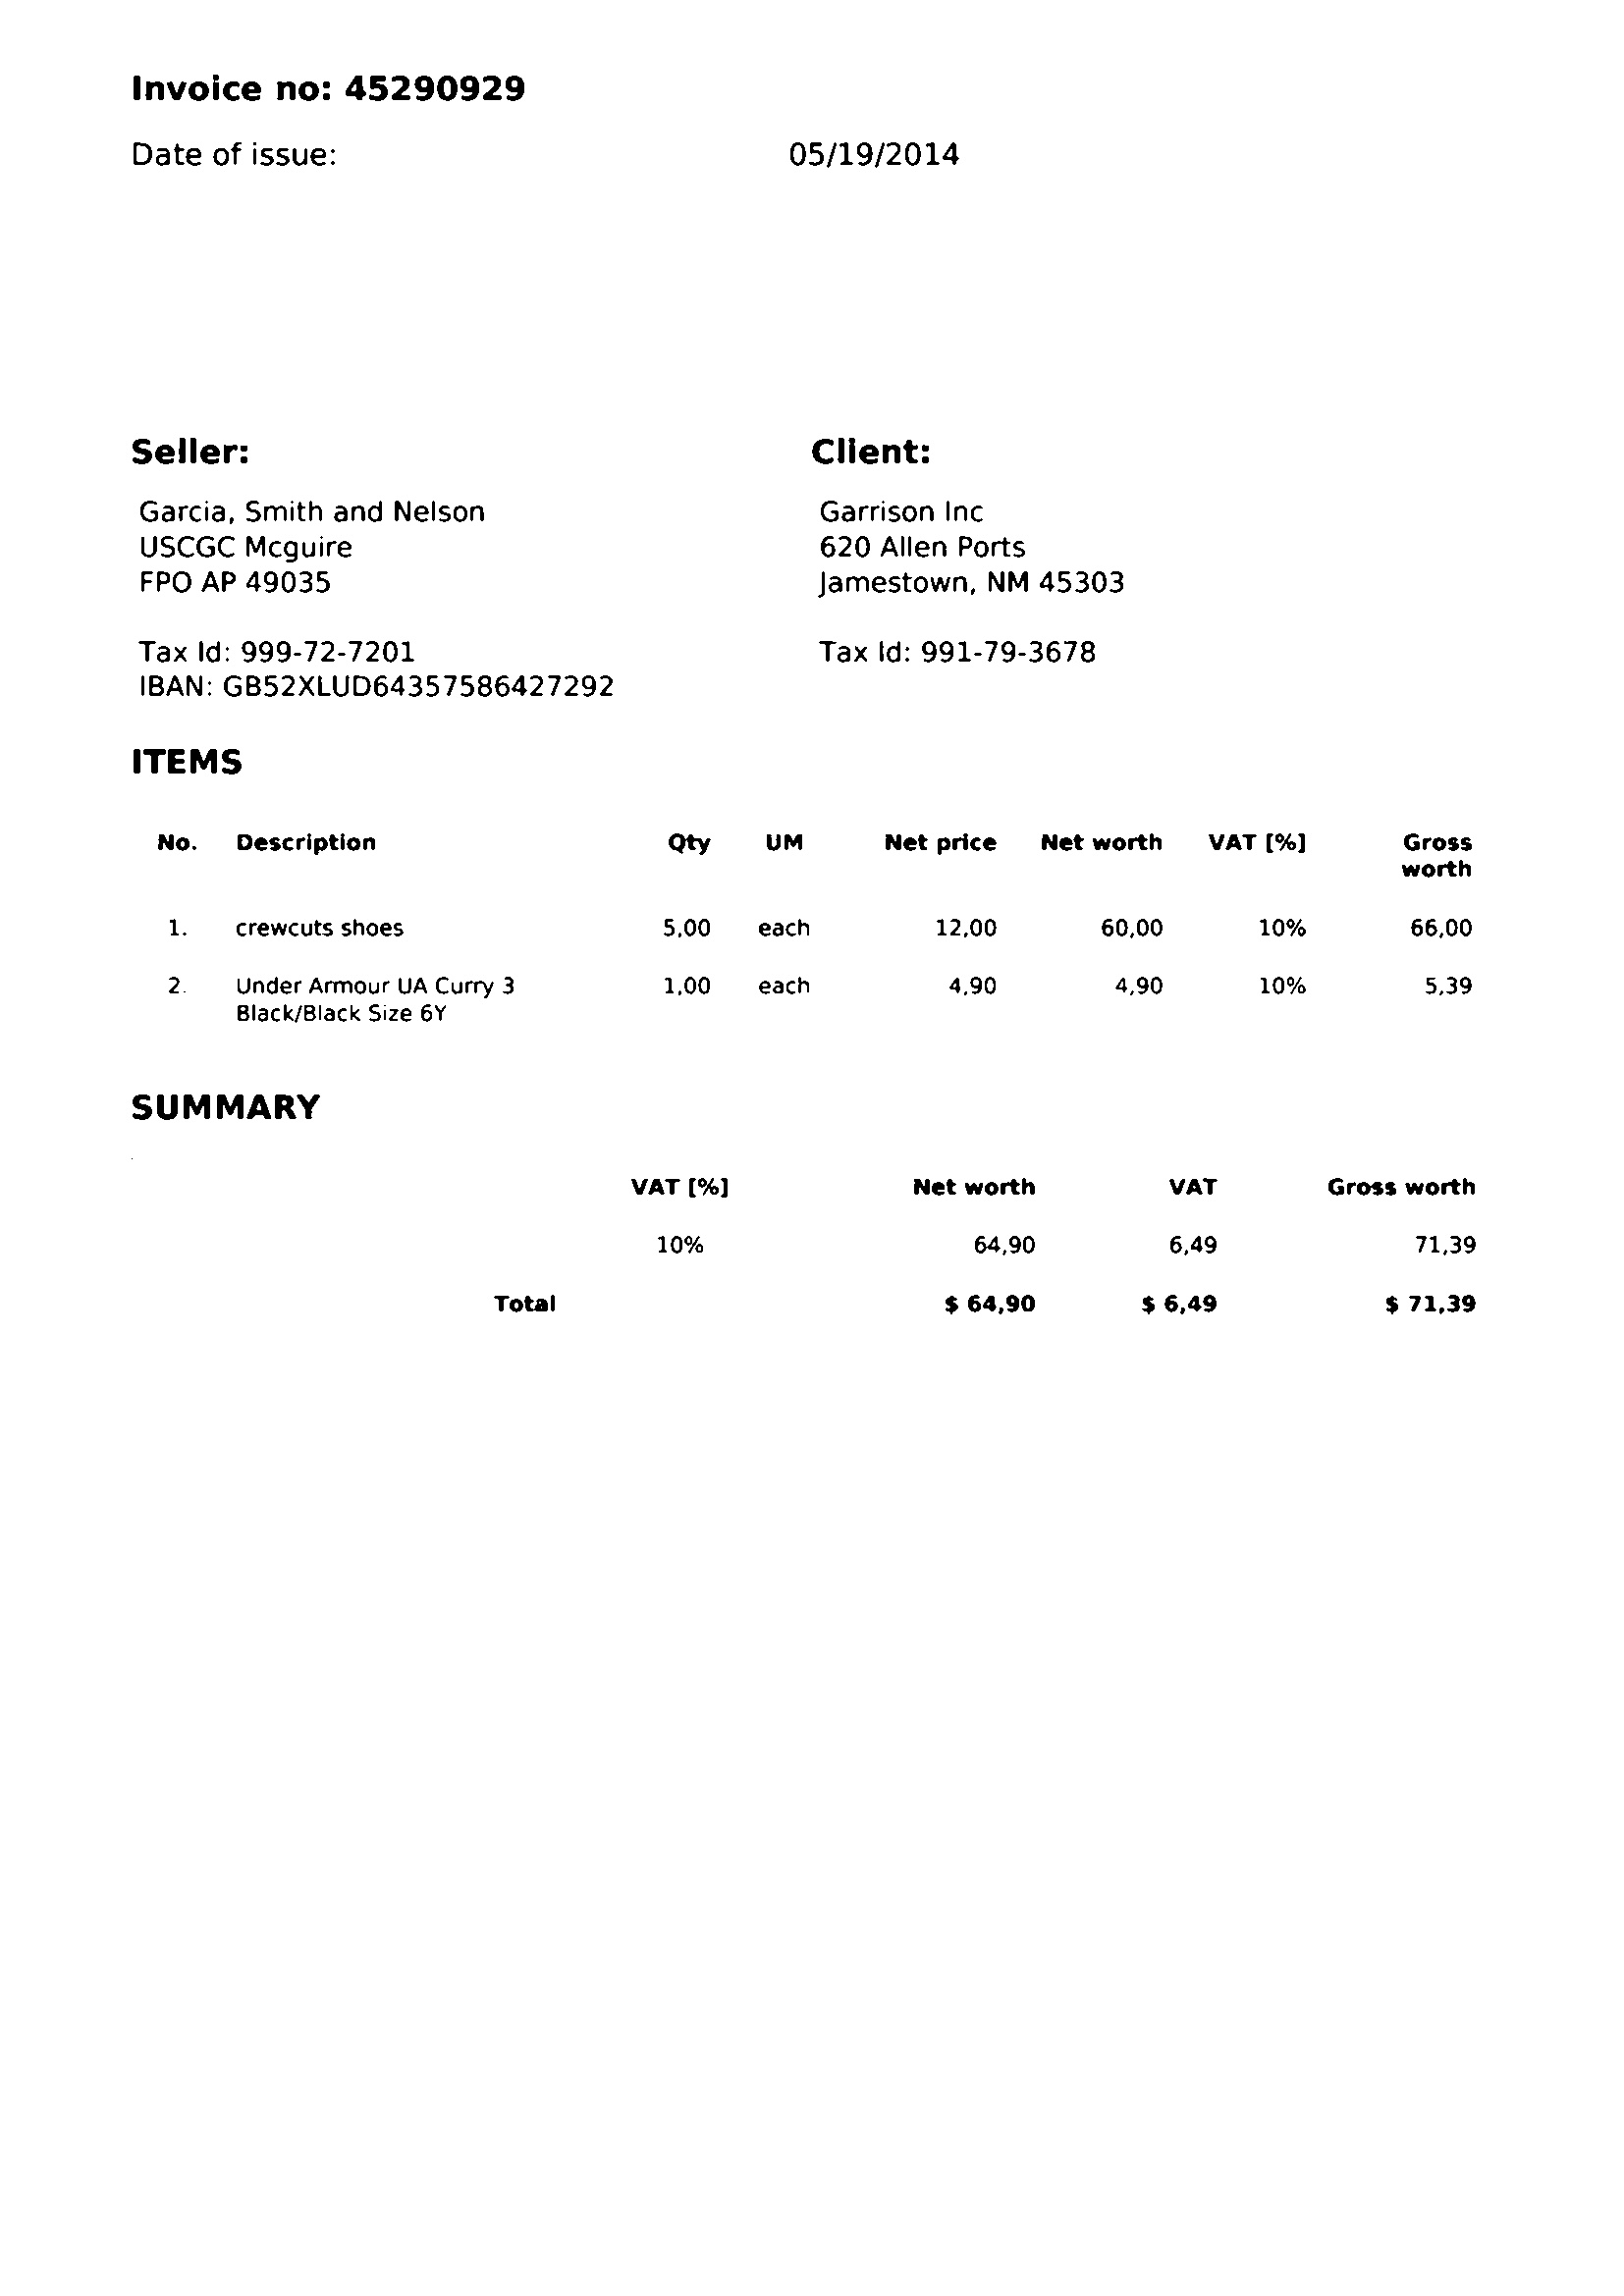 Invoice no: 45290929
Date of issue: 05/19/2014
Seller:
Garcia, Smith and Nelson
USCGC Mcguire
FPO AP 49035
Tax Id: 999-72-7201
IBAN: GB52XLUD64357586427292
Client:
Garrison Inc
620 Allen Ports
Jamestown, NM 45303
Tax Id: 991-79-3678
ITEMS
No. Description Qty UM Net price Net worth VAT [%] Gross worth
1. crewcuts shoes 5,00 each 12,00 60,00 10% 66,00
2. Under Armour UA Curry 3 1,00 each 4,90 4,90 10% 5,39
Black/Black Size 6Y
SUMMARY
VAT [%] Net worth VAT Gross worth
10% 64,90 6,49 71,39
Total $ 64,90 $ 6,49 $ 71,39